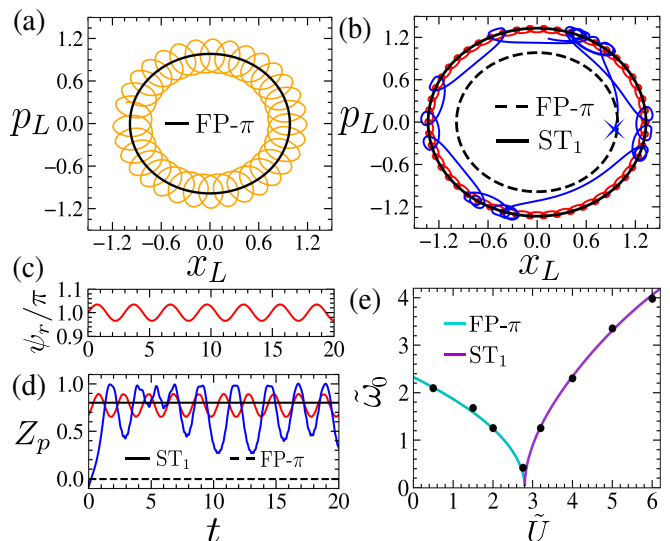 (a)
1.2
0.6
p_L 0.0
−0.6
−1.2
FP-π
−1.2 −0.6 0.0 0.6 1.2
x_L
(b)
1.2
0.6
p_L 0.0
−0.6
−1.2
FP-π
ST₁
−1.2 −0.6 0.0 0.6 1.2
x_L
(c)
ψ_r/π
1.1
1.0
0.9
0 5 10 15 20
(d)
1.0
Z_p 0.5
0.0
ST₁ FP-π
0 5 10 15 20
t
(e)
FP-π
ST₁
ω̃₀
4
3
2
1
0
0 1 2 3 4 5 6
Ũ